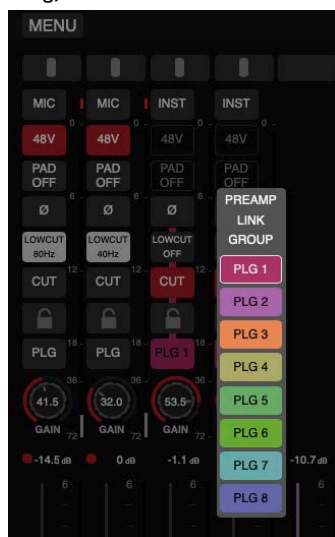 MENU
MIC MIC INST INST
0 0 0 0
48V 48V 48V 48V
PAD OFF PAD OFF PAD OFF PAD OFF
6 6 6
Ø Ø Ø
PREAMP
LINK
GROUP
LOWCUT 80Hz LOWCUT 40Hz LOWCUT OFF
12 12 12
CUT CUT CUT
18 18 18
PLG PLG PLG 1
36 36 36
41.5 32.0 53.5
GAIN GAIN GAIN
72 72 72
-14.5 dB 0 dB -1.1 dB -10.7 dB
6 6 6 6
PLG 1
PLG 2
PLG 3
PLG 4
PLG 5
PLG 6
PLG 7
PLG 8